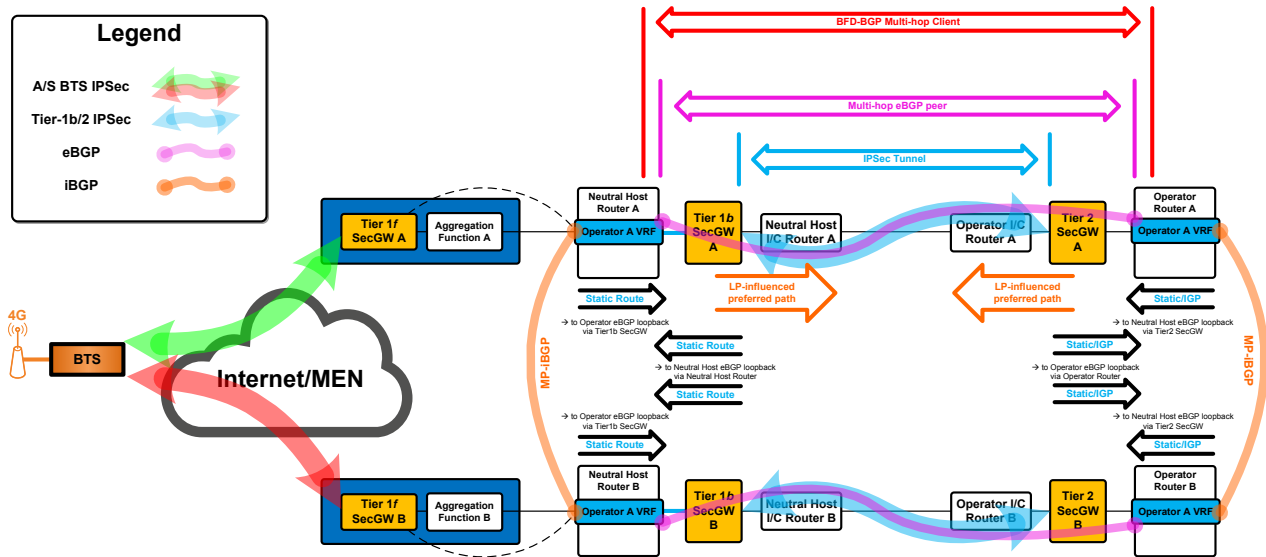 Legend
A/S BTS IPSec
Tier-1b/2 IPSec
eBGP
iBGP
BFD-BGP Multi-hop Client
Multi-hop eBGP peer
IPSec Tunnel
Tier 1f
SecGW A
Aggregation
Function A
Neutral Host
Router A
Operator A VRF
Tier 1b
SecGW
A
Neutral Host
I/C Router A
Operator I/C
Router A
Tier 2
SecGW
A
Operator
Router A
Operator A VRF
LP-influenced
preferred path
LP-influenced
preferred path
Static Route
→ to Operator eBGP loopback
via Tier1b SecGW
Static Route
→ to Neutral Host eBGP loopback
via Neutral Host Router
Static Route
→ to Operator eBGP loopback
via Tier1b SecGW
Static Route
Static/IGP
→ to Neutral Host eBGP loopback
via Tier2 SecGW
Static/IGP
→ to Operator eBGP loopback
via Operator Router
Static/IGP
→ to Neutral Host eBGP loopback
via Tier2 SecGW
Static/IGP
MP-iBGP
MP-iBGP
4G
BTS
Internet/MEN
Tier 1f
SecGW B
Aggregation
Function B
Neutral Host
Router B
Operator A VRF
Tier 1b
SecGW
B
Neutral Host
I/C Router B
Operator I/C
Router B
Tier 2
SecGW
B
Operator
Router B
Operator A VRF